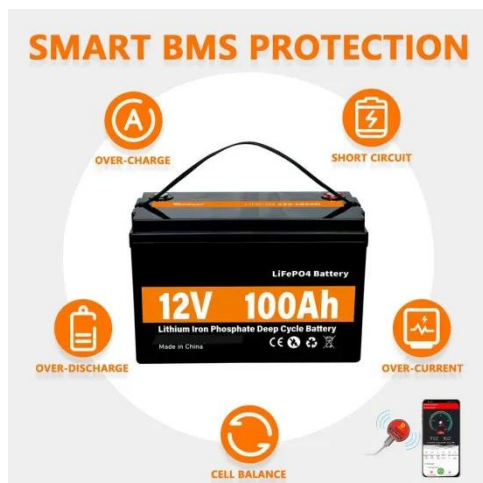 SMART BMS PROTECTION
A
OVER-CHARGE
SHORT CIRCUIT
LiFePO4 Battery
12V 100Ah
Lithium Iron Phosphate Deep Cycle Battery
Made in China
CE
OVER-DISCHARGE
OVER-CURRENT
CELL BALANCE